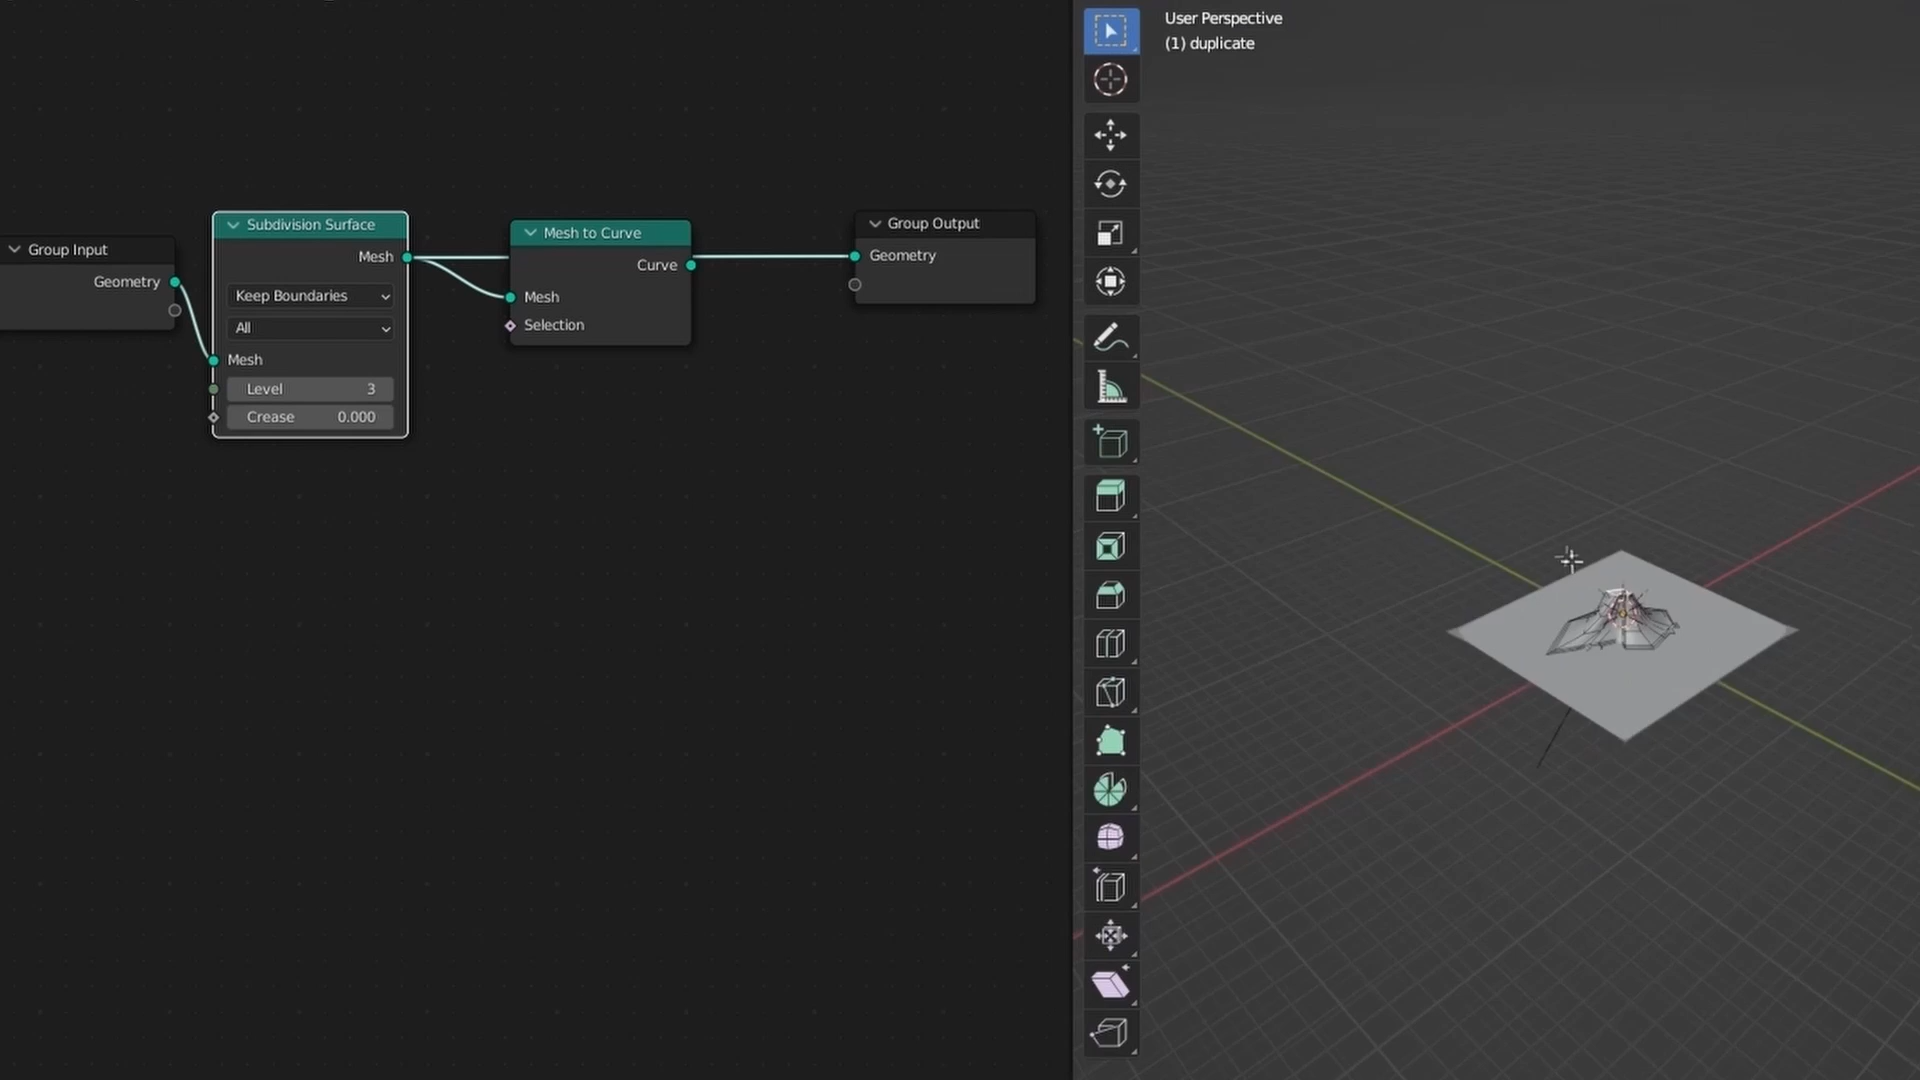 Group Input
Geometry
Subdivision Surface
Mesh
Keep Boundaries
All
Mesh
Level 3
Crease 0.000
Mesh to Curve
Curve
Mesh
Selection
Group Output
Geometry
User Perspective
(1) duplicate